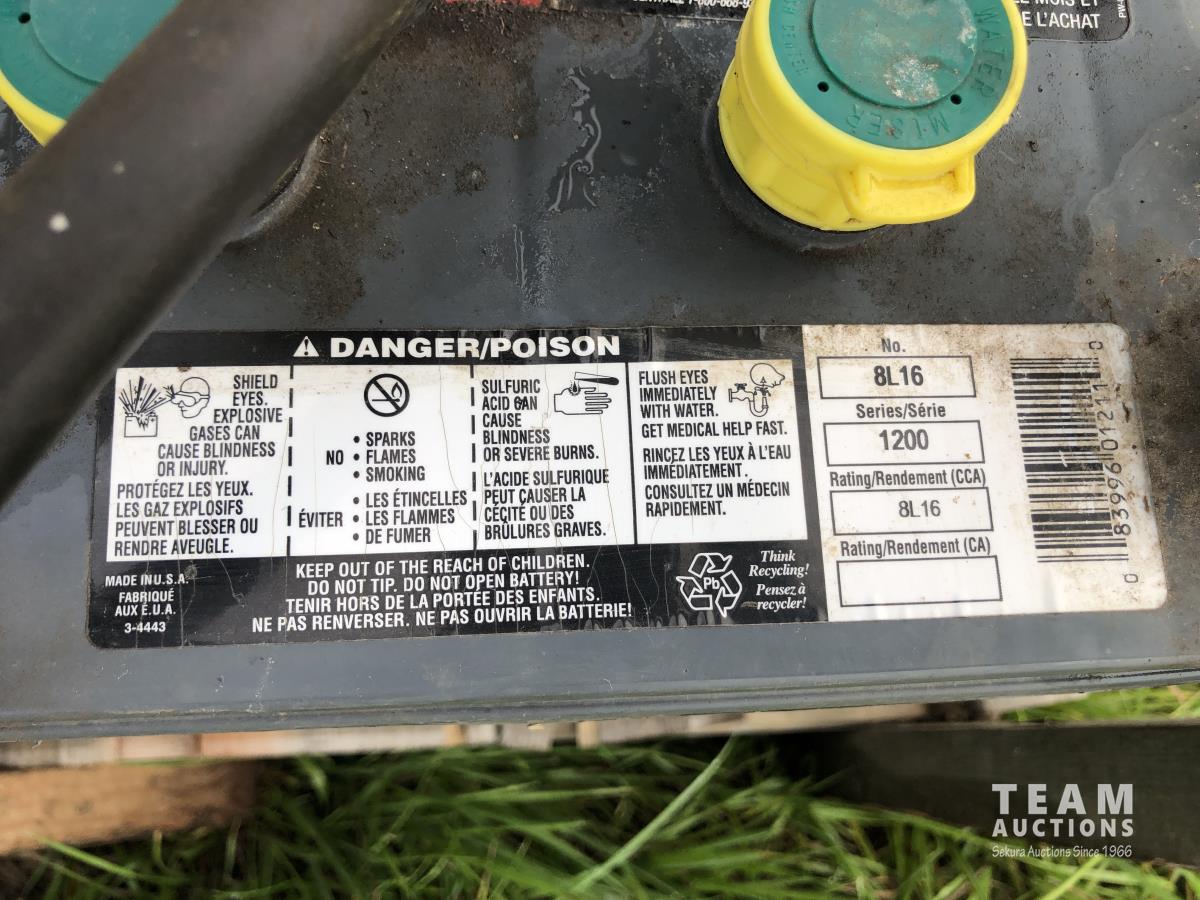 MOIS ET
E L'ACHAT
WATER
MISER
DANGER/POISON
SHIELD
EYES.
EXPLOSIVE
GASES CAN
CAUSE BLINDNESS
OR INJURY.
PROTÉGEZ LES YEUX.
LES GAZ EXPLOSIFS
PEUVENT BLESSER OU
RENDRE AVEUGLE.
NO
• SPARKS
• FLAMES
• SMOKING
ÉVITER
• LES ÉTINCELLES
• LES FLAMMES
• DE FUMER
SULFURIC
ACID CAN
CAUSE
BLINDNESS
OR SEVERE BURNS.
L'ACIDE SULFURIQUE
PEUT CAUSER LA
CÉCITÉ OU DES
BRÛLURES GRAVES.
FLUSH EYES
IMMEDIATELY
WITH WATER.
GET MEDICAL HELP FAST.
RINCEZ LES YEUX À L'EAU
IMMÉDIATEMENT.
CONSULTEZ UN MÉDECIN
RAPIDEMENT.
MADE IN U.S.A.
FABRIQUÉ
AUX É.U.A.
3-4443
KEEP OUT OF THE REACH OF CHILDREN.
DO NOT TIP. DO NOT OPEN BATTERY!
TENIR HORS DE LA PORTÉE DES ENFANTS.
NE PAS RENVERSER. NE PAS OUVRIR LA BATTERIE!
Pb
Think
Recycling!
Pensez à
recycler!
No.
8L16
Series/Série
1200
Rating/Rendement (CCA)
8L16
Rating/Rendement (CA)
0 83996 01211 0
TEAM
AUCTIONS
Sekura Auctions Since 1966